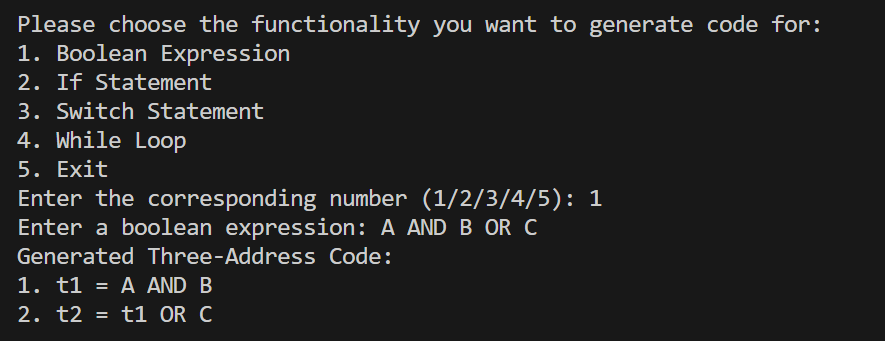 Please choose the functionality you want to generate code for:
1. Boolean Expression
2. If Statement
3. Switch Statement
4. While Loop
5. Exit
Enter the corresponding number (1/2/3/4/5): 1
Enter a boolean expression: A AND B OR C
Generated Three-Address Code:
1. t1 = A AND B
2. t2 = t1 OR C